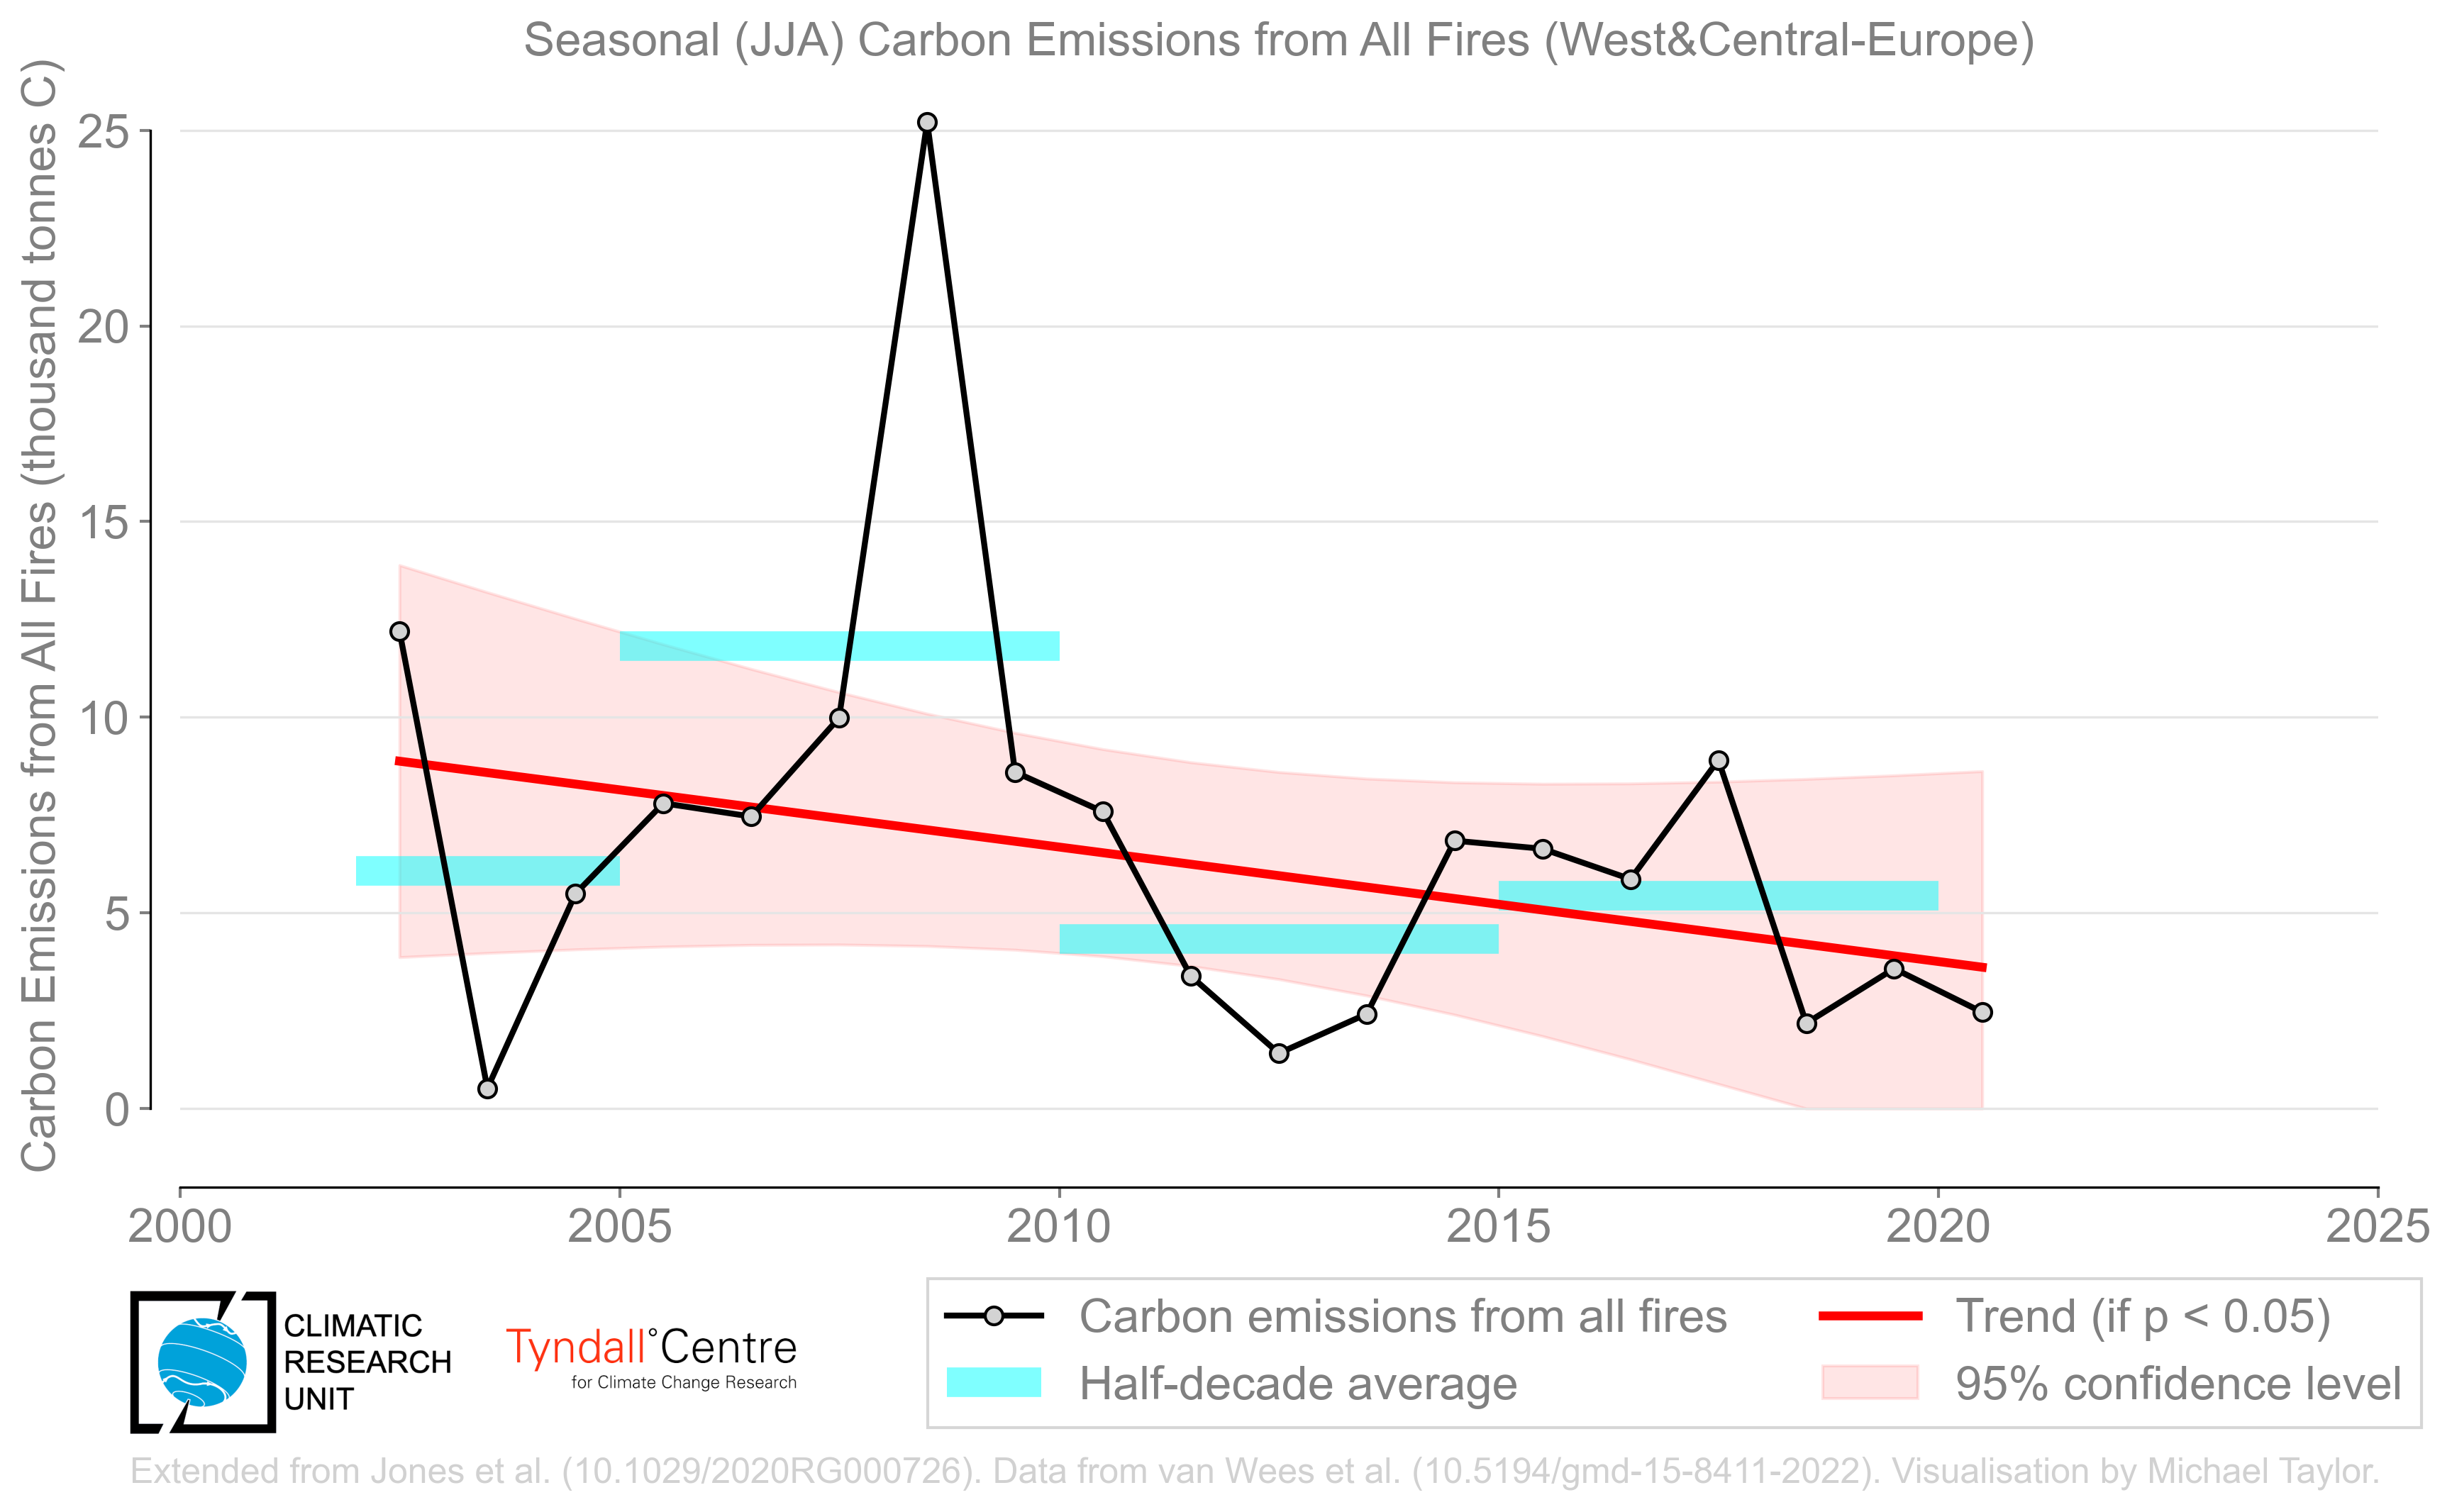 Seasonal (JJA) Carbon Emissions from All Fires (West&Central-Europe)
Carbon Emissions from All Fires (thousand tonnes C)
25
20
15
10
5
0
2000
2005
2010
2015
2020
2025
CLIMATIC
RESEARCH
UNIT
Tyndall°Centre
for Climate Change Research
Carbon emissions from all fires
Half-decade average
Trend (if p < 0.05)
95% confidence level
Extended from Jones et al. (10.1029/2020RG000726). Data from van Wees et al. (10.5194/gmd-15-8411-2022). Visualisation by Michael Taylor.